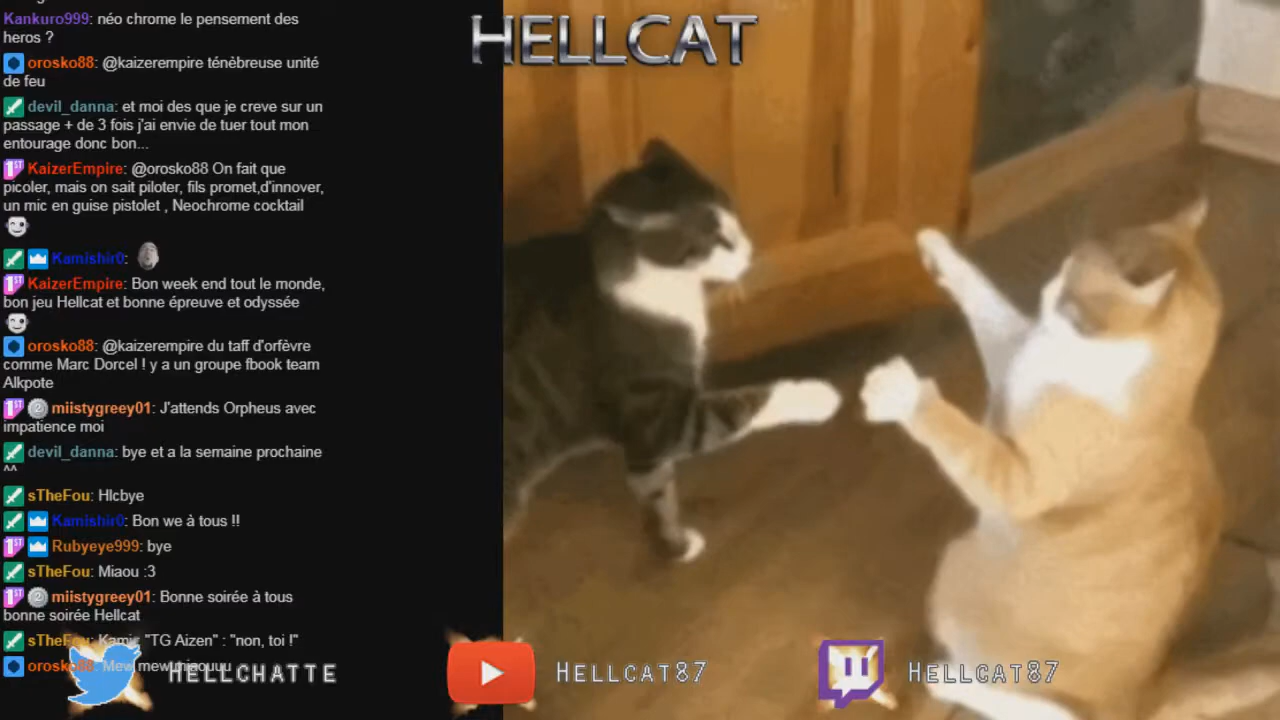 HELLCAT
Kankuro999: néo chrome le pensement des
heros ?
orosko88: @kaizerempire ténèbreuse unité
de feu
devil_danna: et moi des que je creve sur un
passage + de 3 fois j'ai envie de tuer tout mon
entourage donc bon...
KaizerEmpire: @orosko88 On fait que
picoler, mais on sait piloter, fils promet,d'innover,
un mic en guise pistolet , Neochrome cocktail
Kamishir0:
KaizerEmpire: Bon week end tout le monde,
bon jeu Hellcat et bonne épreuve et odyssée
orosko88: @kaizerempire du taff d'orfèvre
comme Marc Dorcel ! y a un groupe fbook team
Alkpote
miistygreey01: J'attends Orpheus avec
impatience moi
devil_danna: bye et a la semaine prochaine
^^
sTheFou: Hlcbye
Kamishir0: Bon we à tous !!
Rubyeye999: bye
sTheFou: Miaou :3
miistygreey01: Bonne soirée à tous
bonne soirée Hellcat
sTheFou: Kamic "TG Aizen" : "non, toi !"
orosko88: Mew mew miaouuu
HELLCHATTE
HELLCAT87
HELLCAT87